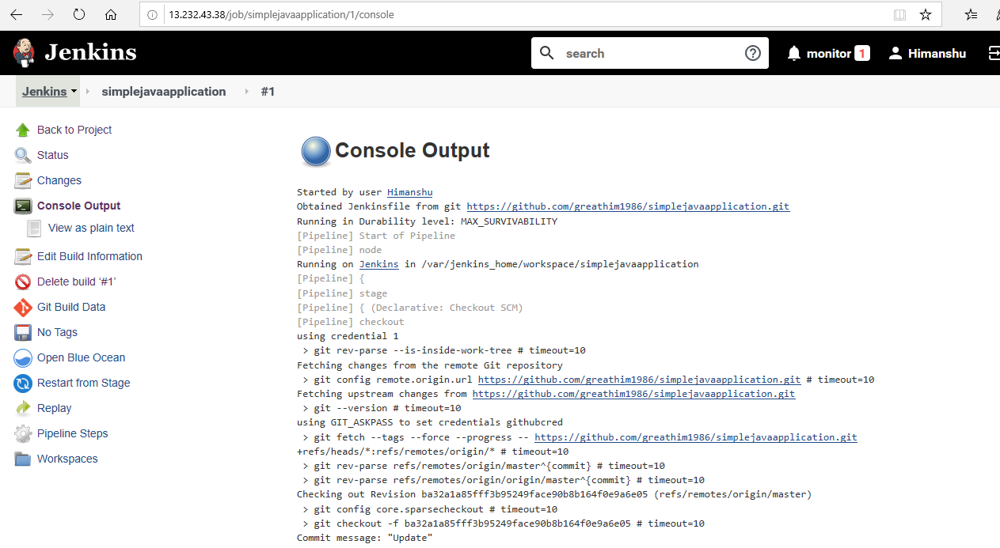 13.232.43.38/job/simplejavaapplication/1/console
Jenkins
search
monitor 1
Himanshu
Jenkins
simplejavaapplication
#1
Back to Project
Status
Changes
Console Output
View as plain text
Edit Build Information
Delete build ‘#1’
Git Build Data
No Tags
Open Blue Ocean
Restart from Stage
Replay
Pipeline Steps
Workspaces
Console Output
Started by user Himanshu
Obtained Jenkinsfile from git https://github.com/greathim1986/simplejavaapplication.git
Running in Durability level: MAX_SURVIVABILITY
[Pipeline] Start of Pipeline
[Pipeline] node
Running on Jenkins in /var/jenkins_home/workspace/simplejavaapplication
[Pipeline] {
[Pipeline] stage
[Pipeline] { (Declarative: Checkout SCM)
[Pipeline] checkout
using credential 1
> git rev-parse --is-inside-work-tree # timeout=10
Fetching changes from the remote Git repository
> git config remote.origin.url https://github.com/greathim1986/simplejavaapplication.git # timeout=10
Fetching upstream changes from https://github.com/greathim1986/simplejavaapplication.git
> git --version # timeout=10
using GIT_ASKPASS to set credentials githubcred
> git fetch --tags --force --progress -- https://github.com/greathim1986/simplejavaapplication.git
+refs/heads/*:refs/remotes/origin/* # timeout=10
> git rev-parse refs/remotes/origin/master^{commit} # timeout=10
> git rev-parse refs/remotes/origin/origin/master^{commit} # timeout=10
Checking out Revision ba32a1a85fff3b95249face90b8b164f0e9a6e05 (refs/remotes/origin/master)
> git config core.sparsecheckout # timeout=10
> git checkout -f ba32a1a85fff3b95249face90b8b164f0e9a6e05 # timeout=10
Commit message: "Update"